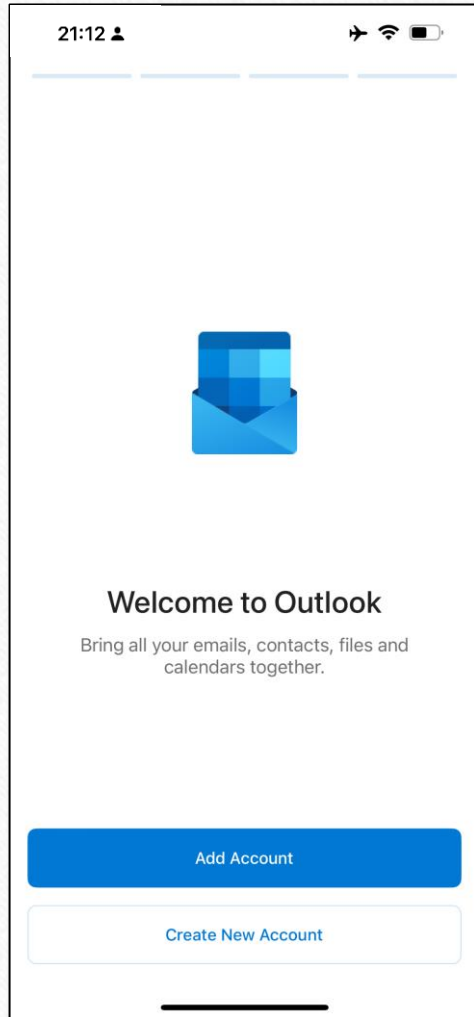 21:12
Welcome to Outlook
Bring all your emails, contacts, files and
calendars together.
Add Account
Create New Account